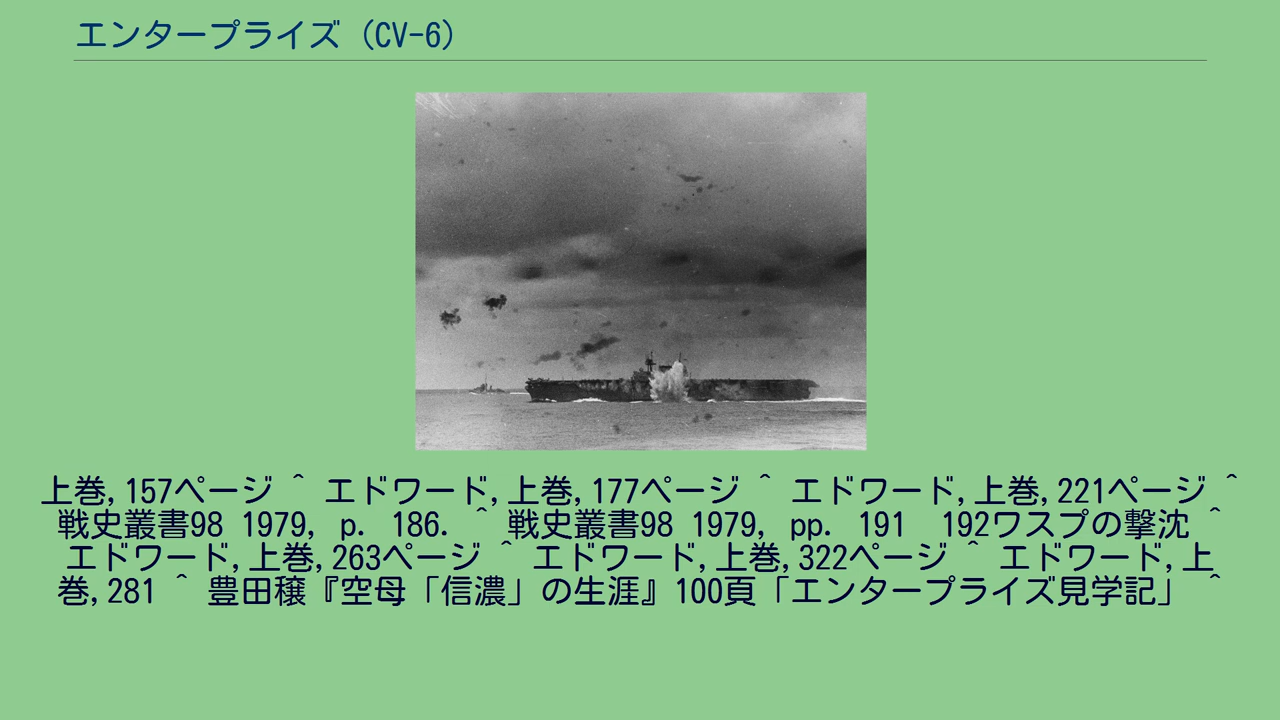 エンタープライズ (CV-6)
上巻, 157ページ ^ エドワード, 上巻, 177ページ ^ エドワード, 上巻, 221ページ ^
戦史叢書98 1979, p. 186. ^ 戦史叢書98 1979, pp. 191 192ワスプの撃沈 ^
エドワード, 上巻, 263ページ ^ エドワード, 上巻, 322ページ ^ エドワード, 上
巻, 281 ^ 豊田穣『空母「信濃」の生涯』100頁「エンタープライズ見学記」 ^